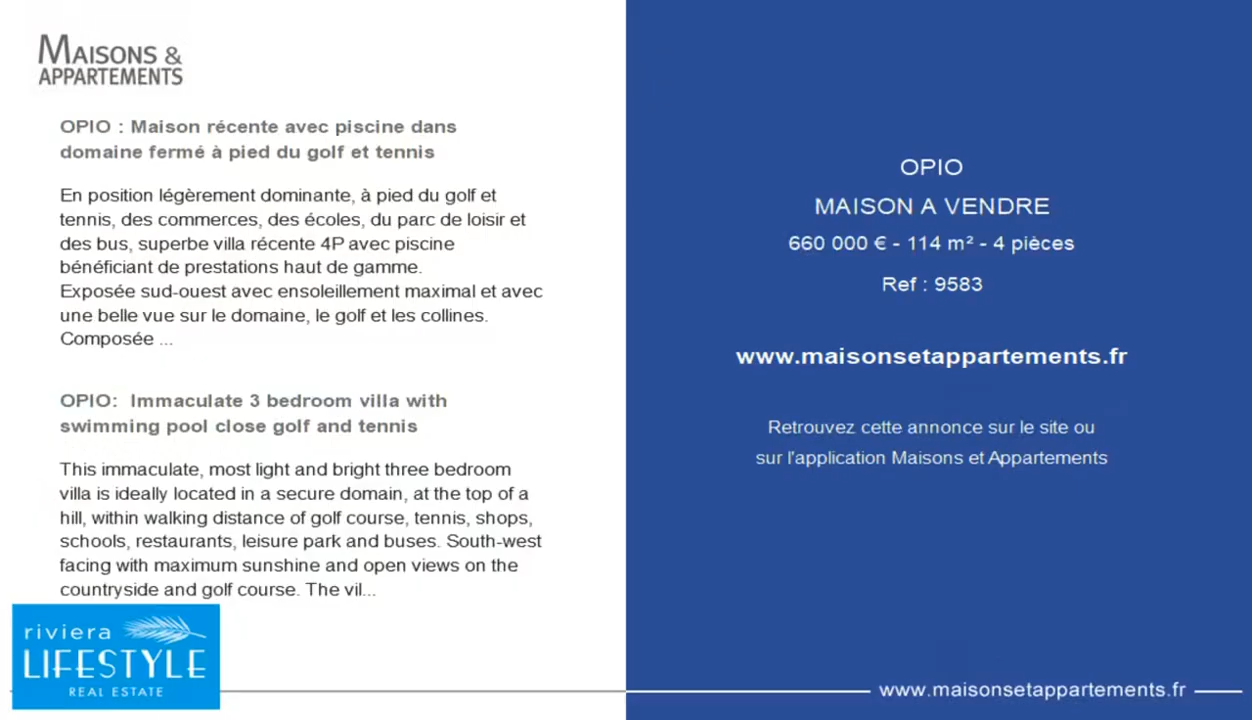 MAISONS &
APPARTEMENTS
OPIO : Maison récente avec piscine dans
domaine fermé à pied du golf et tennis
En position légèrement dominante, à pied du golf et
tennis, des commerces, des écoles, du parc de loisir et
des bus, superbe villa récente 4P avec piscine
bénéficiant de prestations haut de gamme.
Exposée sud-ouest avec ensoleillement maximal et avec
une belle vue sur le domaine, le golf et les collines.
Composée ...
OPIO:  Immaculate 3 bedroom villa with
swimming pool close golf and tennis
This immaculate, most light and bright three bedroom
villa is ideally located in a secure domain, at the top of a
hill, within walking distance of golf course, tennis, shops,
schools, restaurants, leisure park and buses. South-west
facing with maximum sunshine and open views on the
countryside and golf course. The vil...
riviera
LIFESTYLE
REAL ESTATE
OPIO
MAISON A VENDRE
660 000 € - 114 m² - 4 pièces
Ref : 9583
www.maisonsetappartements.fr
Retrouvez cette annonce sur le site ou
sur l'application Maisons et Appartements
www.maisonsetappartements.fr